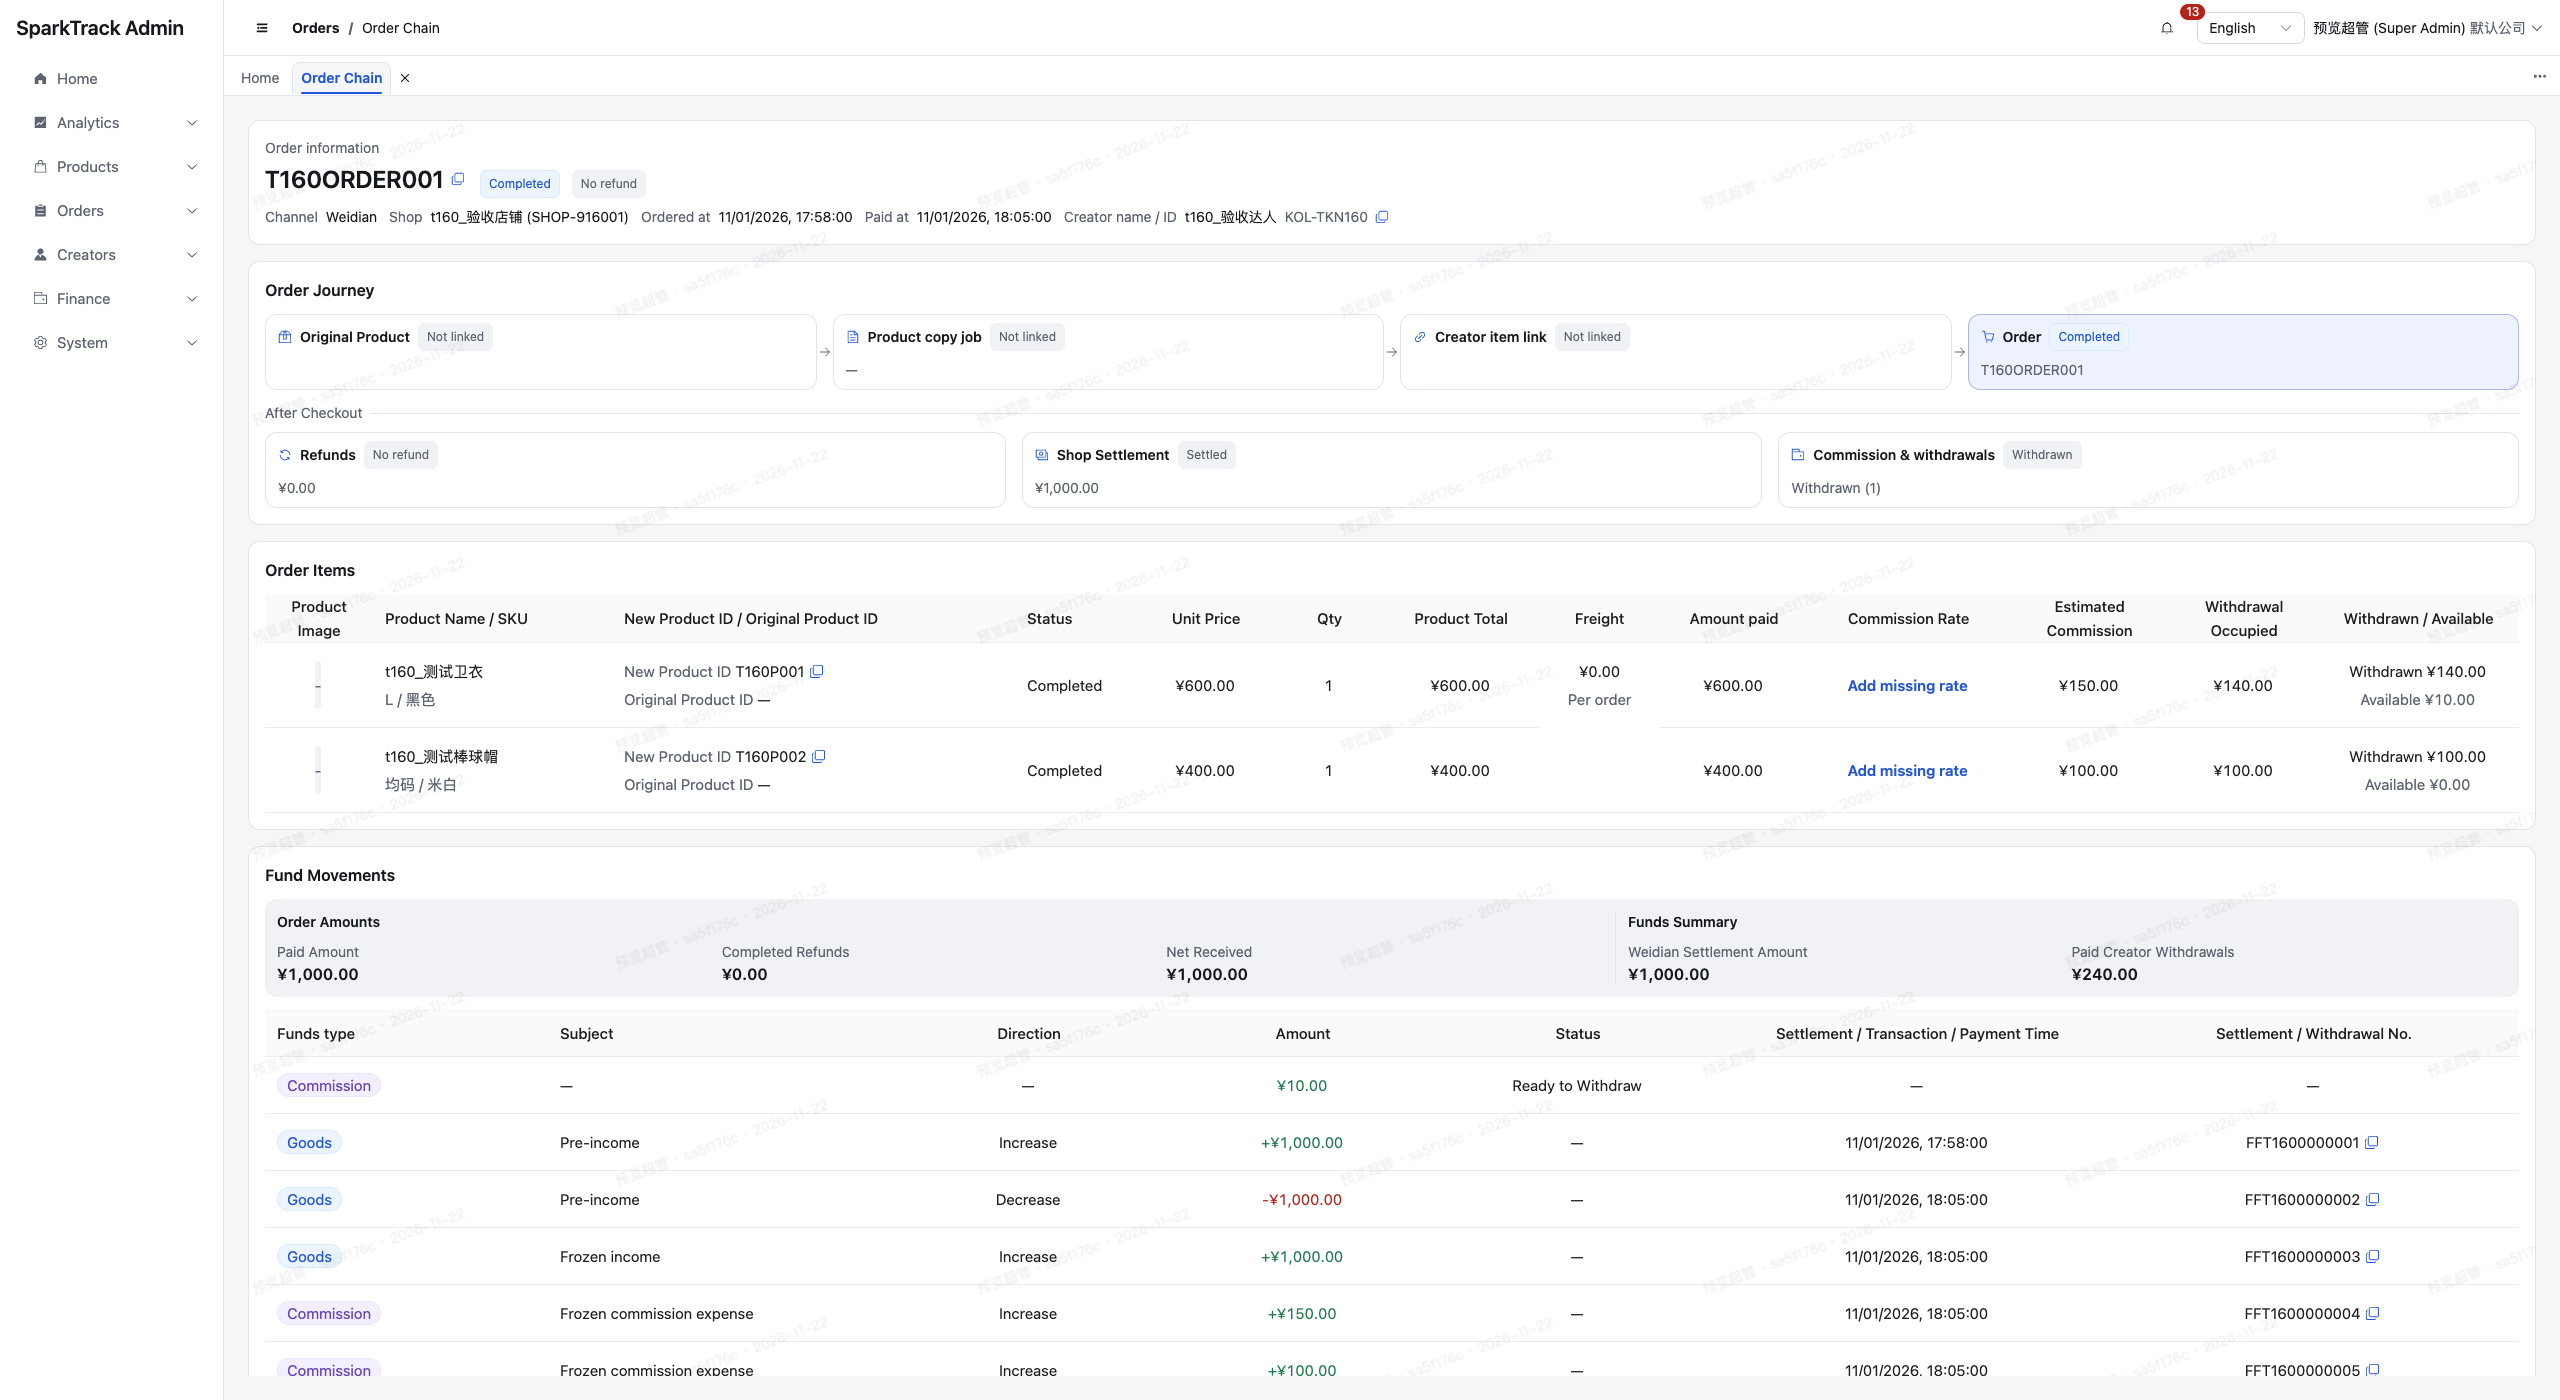 SparkTrack Admin
Home
Analytics
Products
Orders
Creators
Finance
System
Orders / Order Chain
13
English
预览超管 (Super Admin) 默认公司
Home
Order Chain
Order information
T160ORDER001 Completed No refund
Channel Weidian Shop t160_验收店铺 (SHOP-916001) Ordered at 11/01/2026, 17:58:00 Paid at 11/01/2026, 18:05:00 Creator name / ID t160_验收达人 KOL-TKN160
Order Journey
Original Product Not linked
Product copy job Not linked
—
Creator item link Not linked
Order Completed
T160ORDER001
After Checkout
Refunds No refund
¥0.00
Shop Settlement Settled
¥1,000.00
Commission & withdrawals Withdrawn
Withdrawn (1)
Order Items
Product Image Product Name / SKU New Product ID / Original Product ID Status Unit Price Qty Product Total Freight Amount paid Commission Rate Estimated Commission Withdrawal Occupied Withdrawn / Available
- t160_测试卫衣 New Product ID T160P001 Completed ¥600.00 1 ¥600.00 ¥0.00 ¥600.00 Add missing rate ¥150.00 ¥140.00 Withdrawn ¥140.00
L / 黑色 Original Product ID — Per order Available ¥10.00
- t160_测试棒球帽 New Product ID T160P002 Completed ¥400.00 1 ¥400.00 ¥400.00 Add missing rate ¥100.00 ¥100.00 Withdrawn ¥100.00
均码 / 米白 Original Product ID — Available ¥0.00
Fund Movements
Order Amounts
Paid Amount Completed Refunds Net Received
¥1,000.00 ¥0.00 ¥1,000.00
Funds Summary
Weidian Settlement Amount Paid Creator Withdrawals
¥1,000.00 ¥240.00
Funds type Subject Direction Amount Status Settlement / Transaction / Payment Time Settlement / Withdrawal No.
Commission — — ¥10.00 Ready to Withdraw — —
Goods Pre-income Increase +¥1,000.00 — 11/01/2026, 17:58:00 FFT1600000001
Goods Pre-income Decrease -¥1,000.00 — 11/01/2026, 18:05:00 FFT1600000002
Goods Frozen income Increase +¥1,000.00 — 11/01/2026, 18:05:00 FFT1600000003
Commission Frozen commission expense Increase +¥150.00 — 11/01/2026, 18:05:00 FFT1600000004
Commission Frozen commission expense Increase +¥100.00 — 11/01/2026, 18:05:00 FFT1600000005
预览超管 · sa5f176c · 2026-11-22